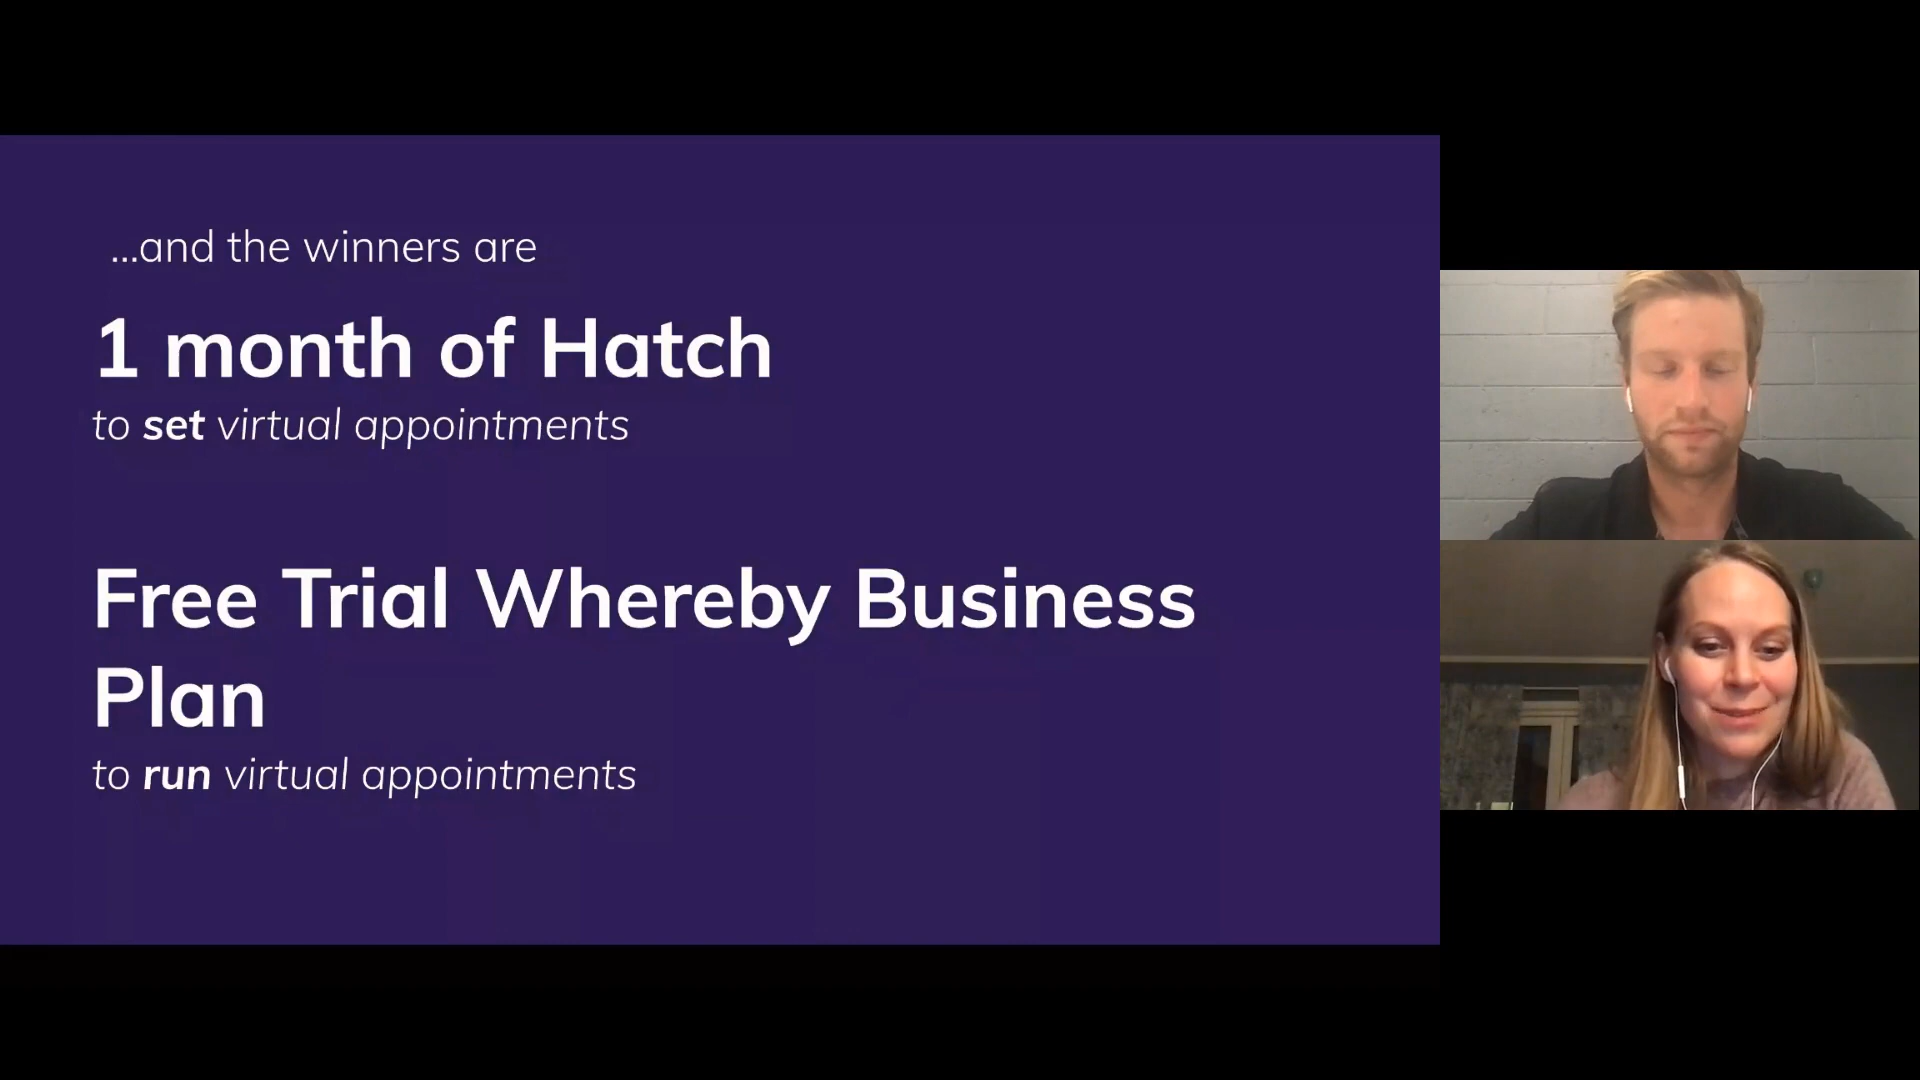 ...and the winners are
1 month of Hatch
to set virtual appointments
Free Trial Whereby Business
Plan
to run virtual appointments